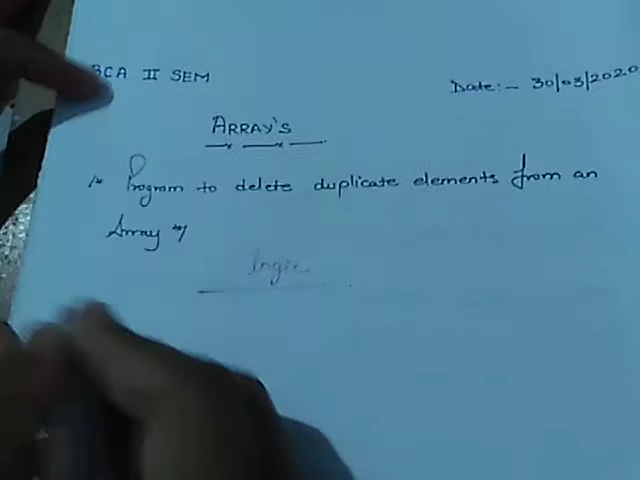 BCA II SEM
Date:- 30/03/2020
ARRAY'S
/* Program to delete duplicate elements from an
Array */
logic